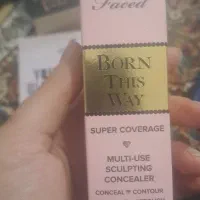 Faced
BORN
THIS
WAY
SUPER COVERAGE
MULTI-USE
SCULPTING
CONCEALER
CONCEAL ♥ CONTOUR